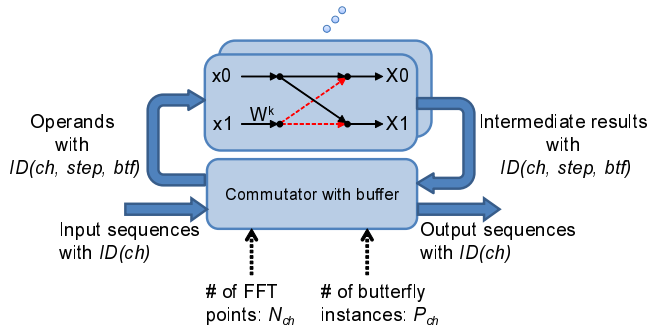 x0
X0
W^k
x1
X1
Operands
with
ID(ch, step, btf)
Intermediate results
with
ID(ch, step, btf)
Commutator with buffer
Input sequences
with ID(ch)
Output sequences
with ID(ch)
# of FFT
points: N_ch
# of butterfly
instances: P_ch